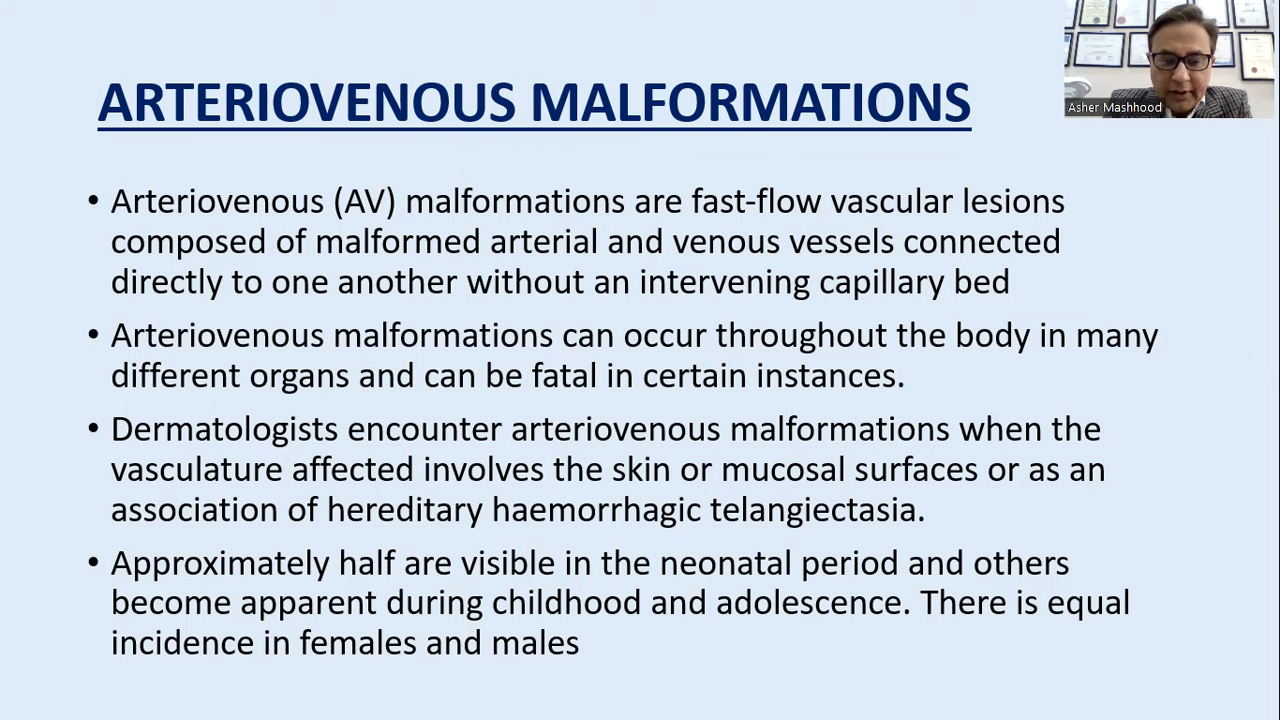 ARTERIOVENOUS MALFORMATIONS
Asher Mashhood
• Arteriovenous (AV) malformations are fast-flow vascular lesions
composed of malformed arterial and venous vessels connected
directly to one another without an intervening capillary bed
• Arteriovenous malformations can occur throughout the body in many
different organs and can be fatal in certain instances.
• Dermatologists encounter arteriovenous malformations when the
vasculature affected involves the skin or mucosal surfaces or as an
association of hereditary haemorrhagic telangiectasia.
• Approximately half are visible in the neonatal period and others
become apparent during childhood and adolescence. There is equal
incidence in females and males